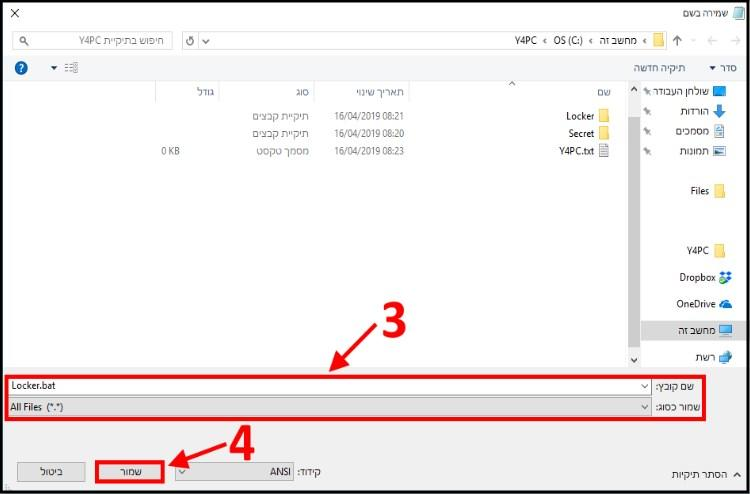 שמירה בשם
מחשב זה > OS (C:) > Y4PC
חיפוש בתיקיית Y4PC
סדר
תיקיה חדשה
שולחן העבודה
הורדות
מסמכים
תמונות
Files
Y4PC
Dropbox
OneDrive
מחשב זה
רשת
שם תאריך שינוי סוג גודל
Locker 16/04/2019 08:21 תיקיית קבצים
Secret 16/04/2019 08:20 תיקיית קבצים
Y4PC.txt 16/04/2019 08:23 מסמך טקסט 0 KB
3
שם קובץ: Locker.bat
שמור כסוג: All Files (*.*)
4
הסתר תיקיות
קידוד: ANSI
שמור
ביטול